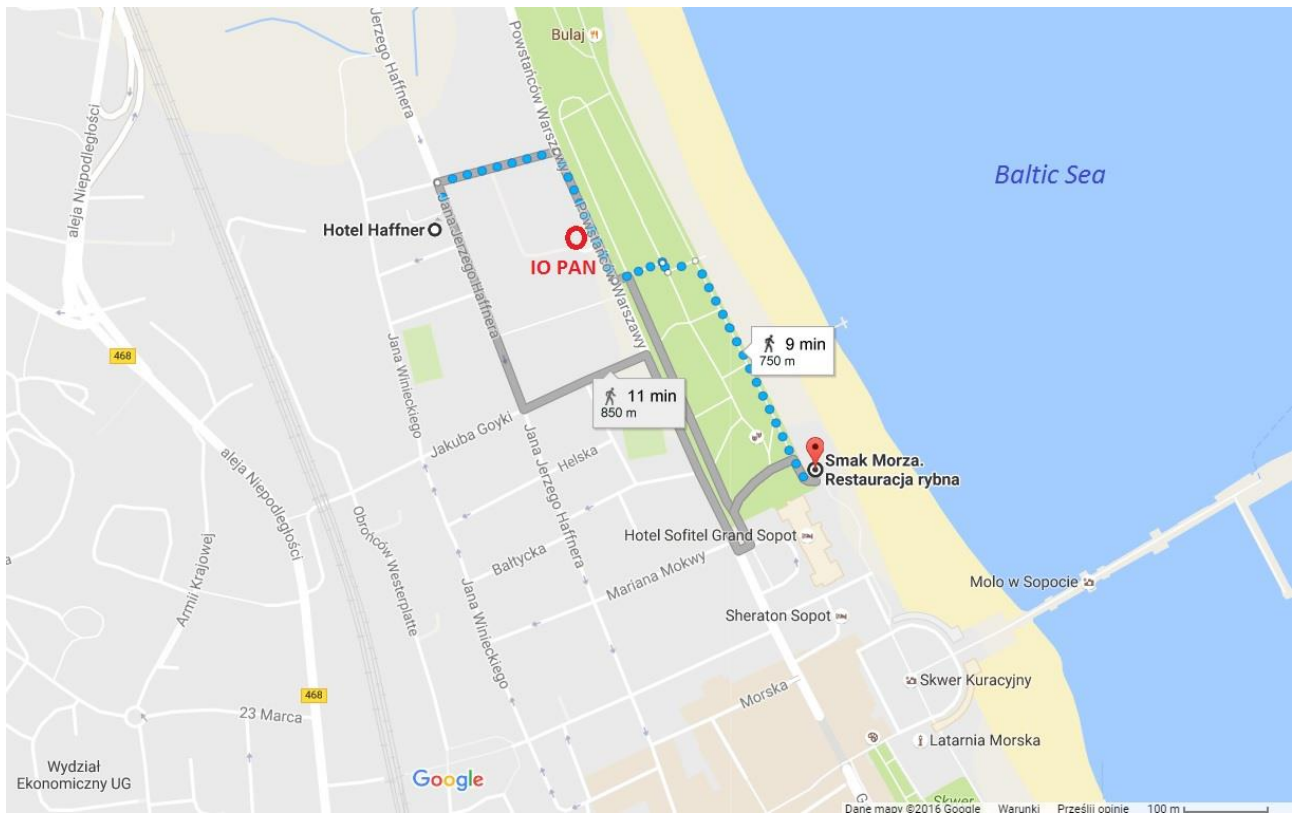 Bulaj
Jerzego Haffnera
Powstańców Warszawy
aleja Niepodległości
Baltic Sea
Hotel Haffner
IO PAN
Powstańców Warszawy
Jana Jerzego Haffnera
9 min
750 m
468
11 min
850 m
Jana Winieckiego
Jakuba Goyki
Smak Morza.
Restauracja rybna
Helska
aleja Niepodległości
Jana Jerzego Haffnera
Obrońców Westerplatte
Hotel Sofitel Grand Sopot
Bałtycka
Mariana Mokwy
Armii Krajowej
Molo w Sopocie
Jana Winieckiego
Sheraton Sopot
468
Morska
Skwer Kuracyjny
23 Marca
Latarnia Morska
Wydział
Ekonomiczny UG
Google
Skwer
Dane mapy ©2016 Google Warunki Prześlij opinię 100 m